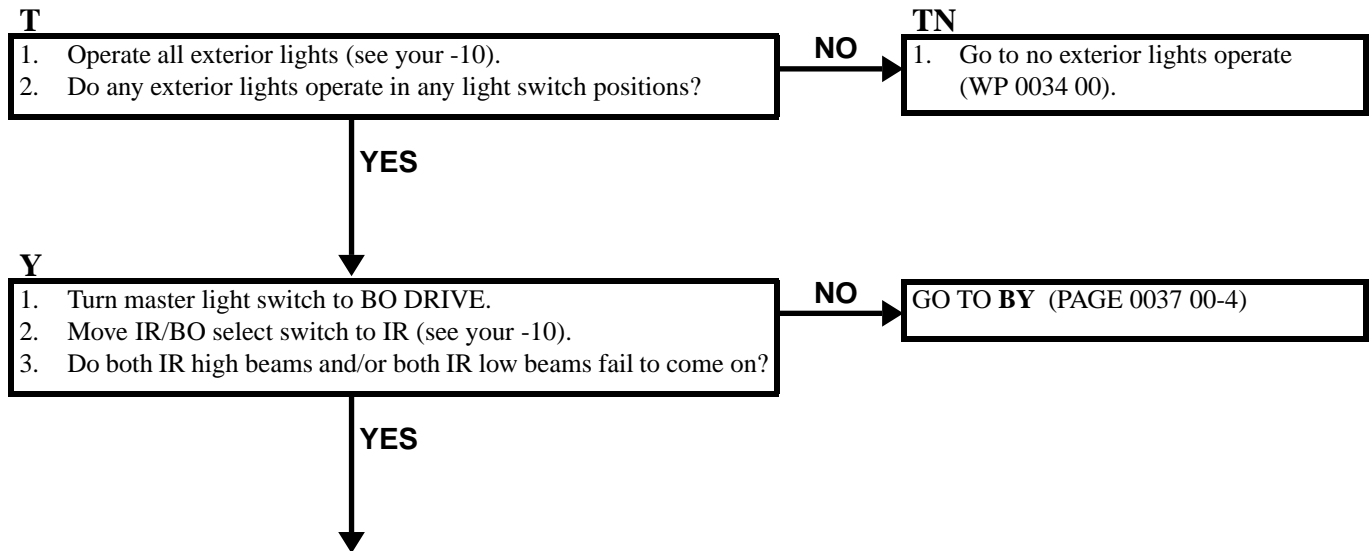 T
1. Operate all exterior lights (see your -10).
2. Do any exterior lights operate in any light switch positions?
NO
TN
1. Go to no exterior lights operate
(WP 0034 00).
YES
Y
1. Turn master light switch to BO DRIVE.
2. Move IR/BO select switch to IR (see your -10).
3. Do both IR high beams and/or both IR low beams fail to come on?
NO
GO TO BY (PAGE 0037 00-4)
YES